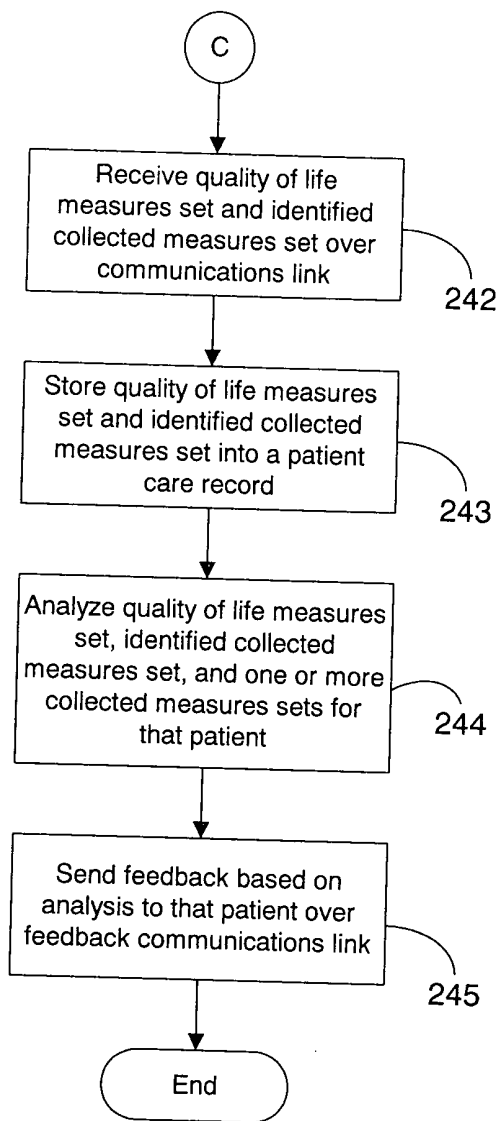 C
Receive quality of life
measures set and identified
collected measures set over
communications link
242
Store quality of life measures
set and identified collected
measures set into a patient
care record
243
Analyze quality of life measures
set, identified collected
measures set, and one or more
collected measures sets for
that patient
244
Send feedback based on
analysis to that patient over
feedback communications link
245
End